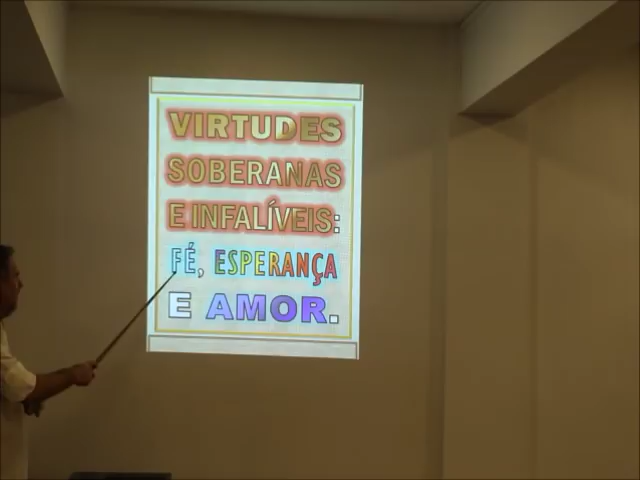 VIRTUDES
SOBERANAS
E INFALÍVEIS:
FÉ, ESPERANÇA
E AMOR.